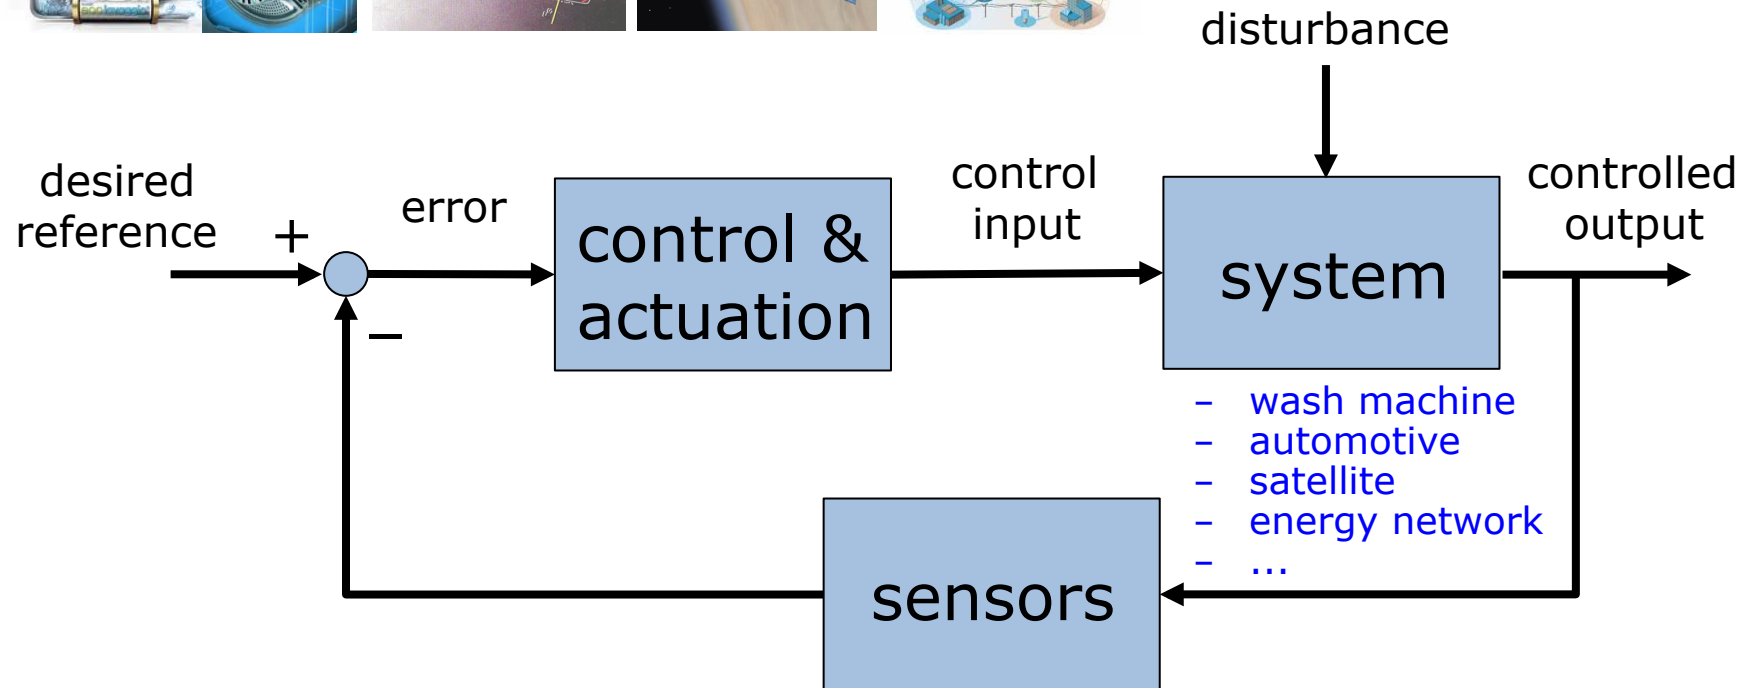 disturbance
desired
reference
+
error
control &
actuation
control
input
system
controlled
output
–
– wash machine
– automotive
– satellite
– energy network
– ...
sensors